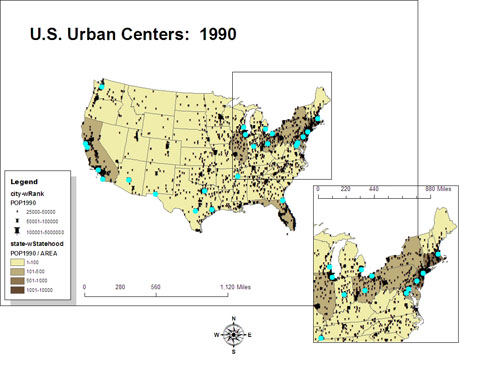 U.S. Urban Centers: 1990
Legend
city-wRank
POP1990
25000-50000
50001-100000
100001-5000000
state-wStatehood
POP1990 / AREA
1-100
101-500
501-1000
1001-10000
0 280 560 1,120 Miles
N
W E
S
0 220 440 880 Miles